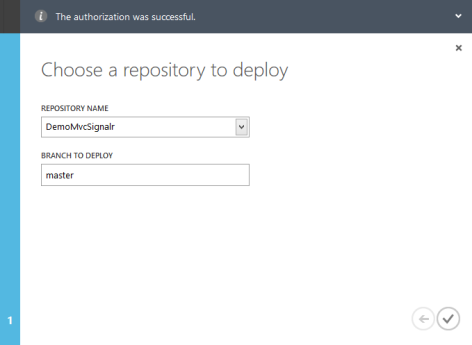 The authorization was successful.
Choose a repository to deploy
REPOSITORY NAME
DemoMvcSignalr
BRANCH TO DEPLOY
master
1